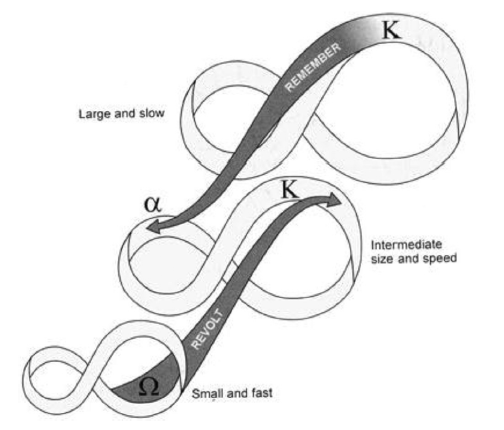 K
REMEMBER
Large and slow
α
K
Intermediate
size and speed
REVOLT
Ω
Small and fast